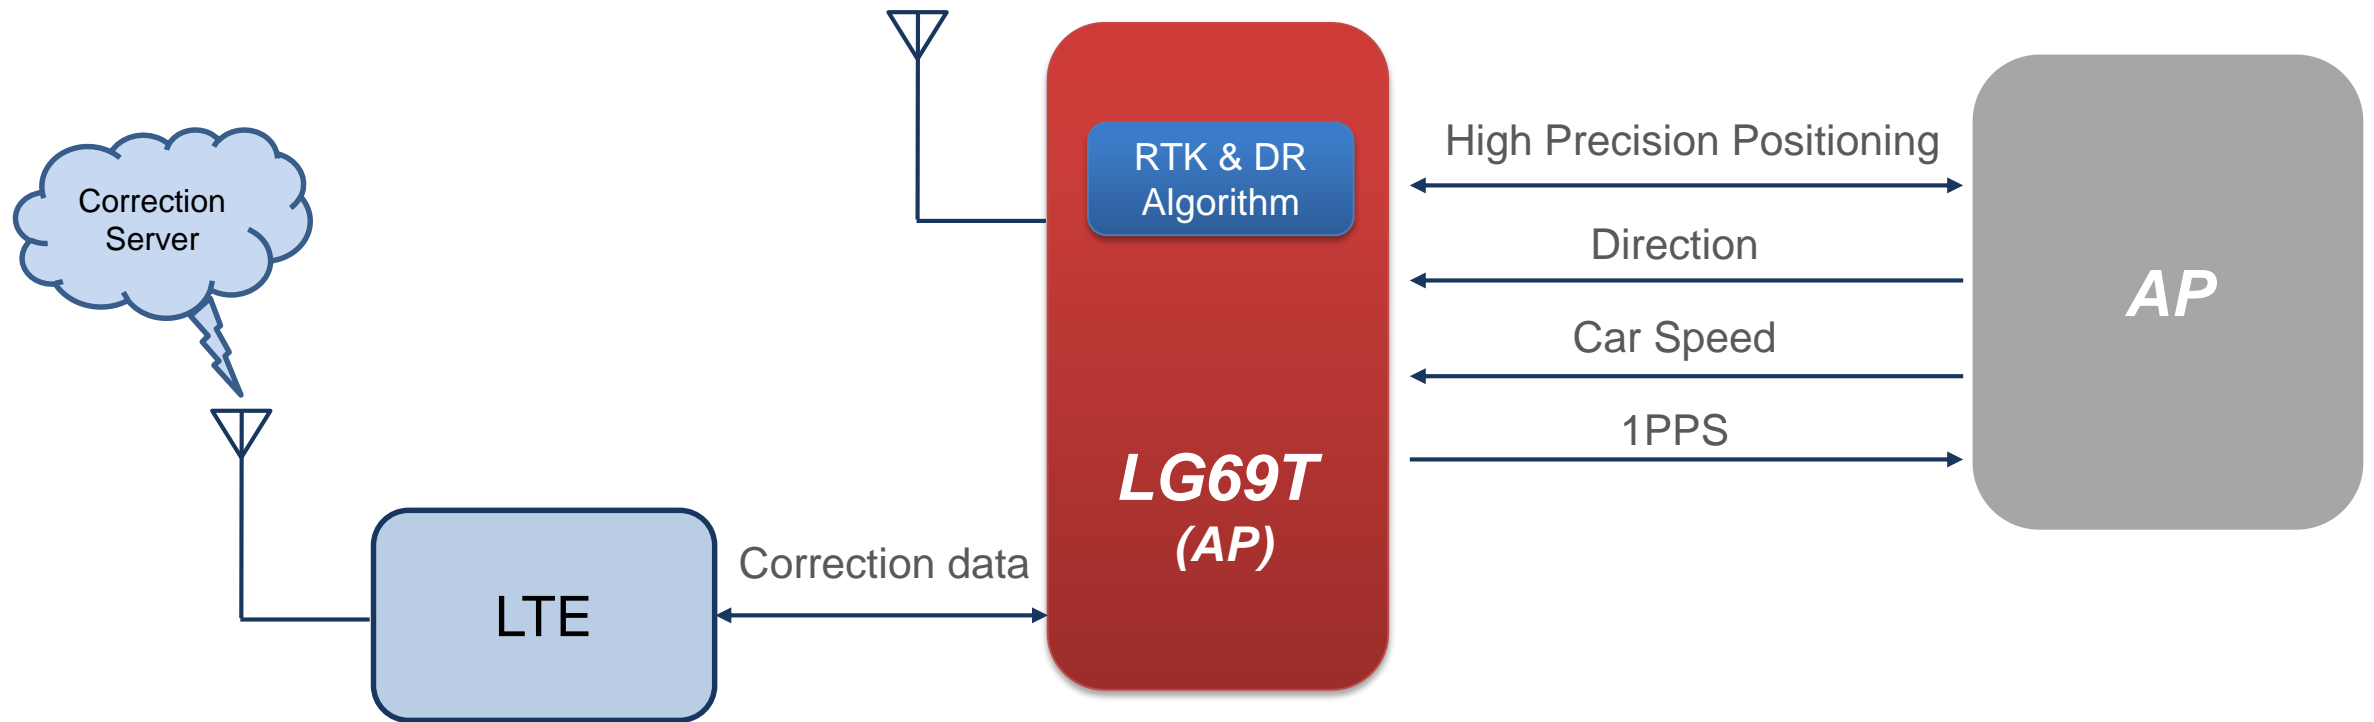 Correction
Server
LTE
Correction data
RTK & DR
Algorithm
LG69T
(AP)
High Precision Positioning
Direction
Car Speed
1PPS
AP